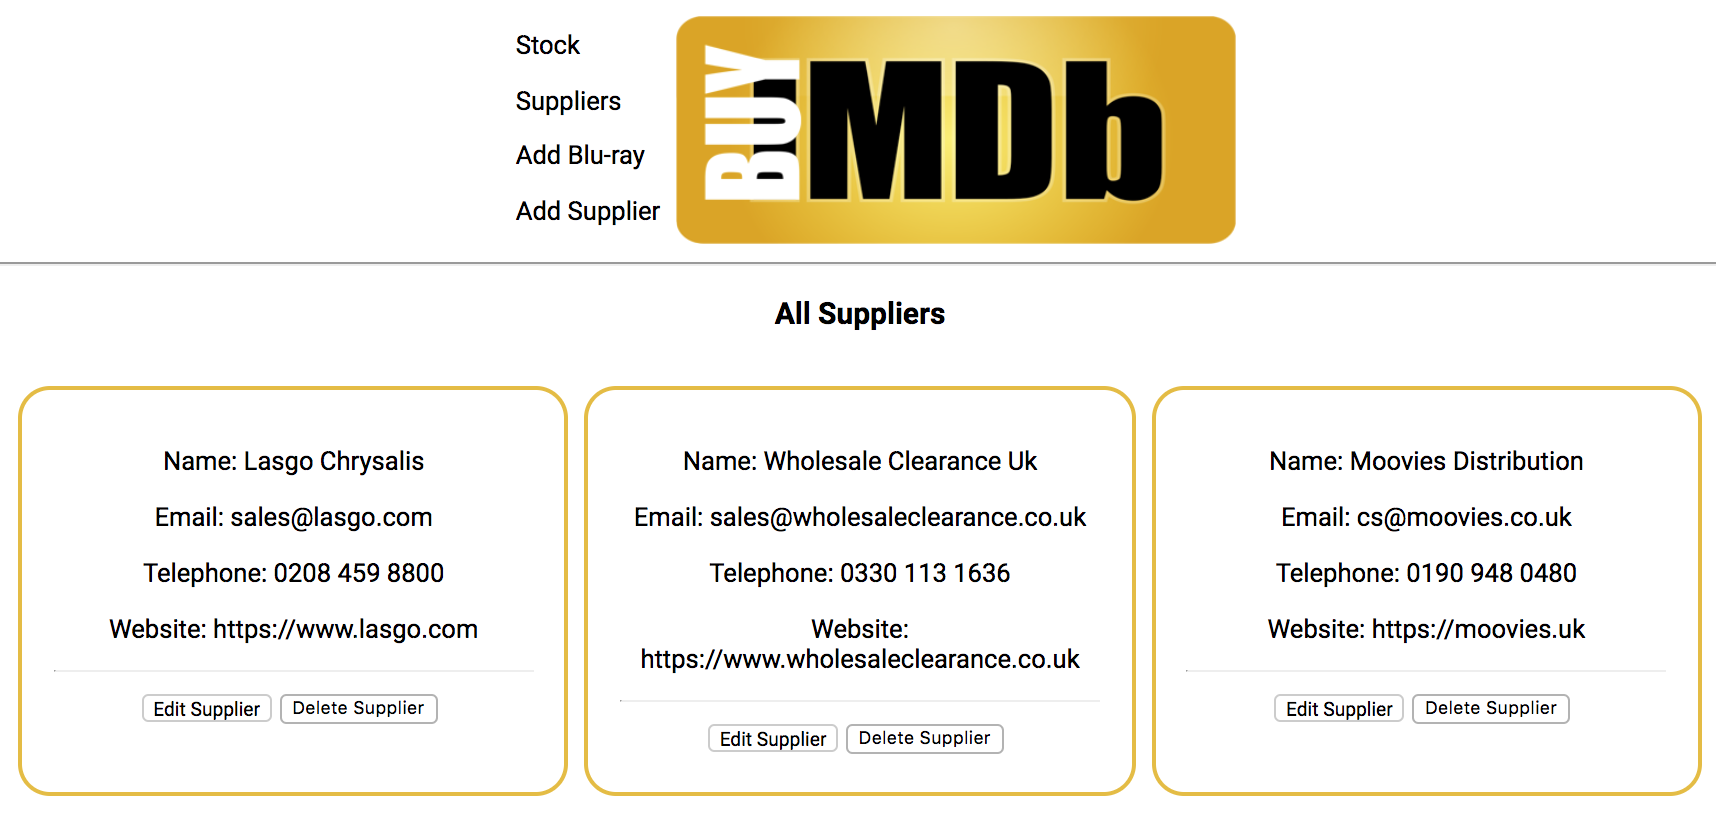 Stock
Suppliers
Add Blu-ray
Add Supplier
BUY
MDb
All Suppliers
Name: Lasgo Chrysalis
Email: sales@lasgo.com
Telephone: 0208 459 8800
Website: https://www.lasgo.com
Edit Supplier
Delete Supplier
Name: Wholesale Clearance Uk
Email: sales@wholesaleclearance.co.uk
Telephone: 0330 113 1636
Website:
https://www.wholesaleclearance.co.uk
Edit Supplier
Delete Supplier
Name: Moovies Distribution
Email: cs@moovies.co.uk
Telephone: 0190 948 0480
Website: https://moovies.uk
Edit Supplier
Delete Supplier